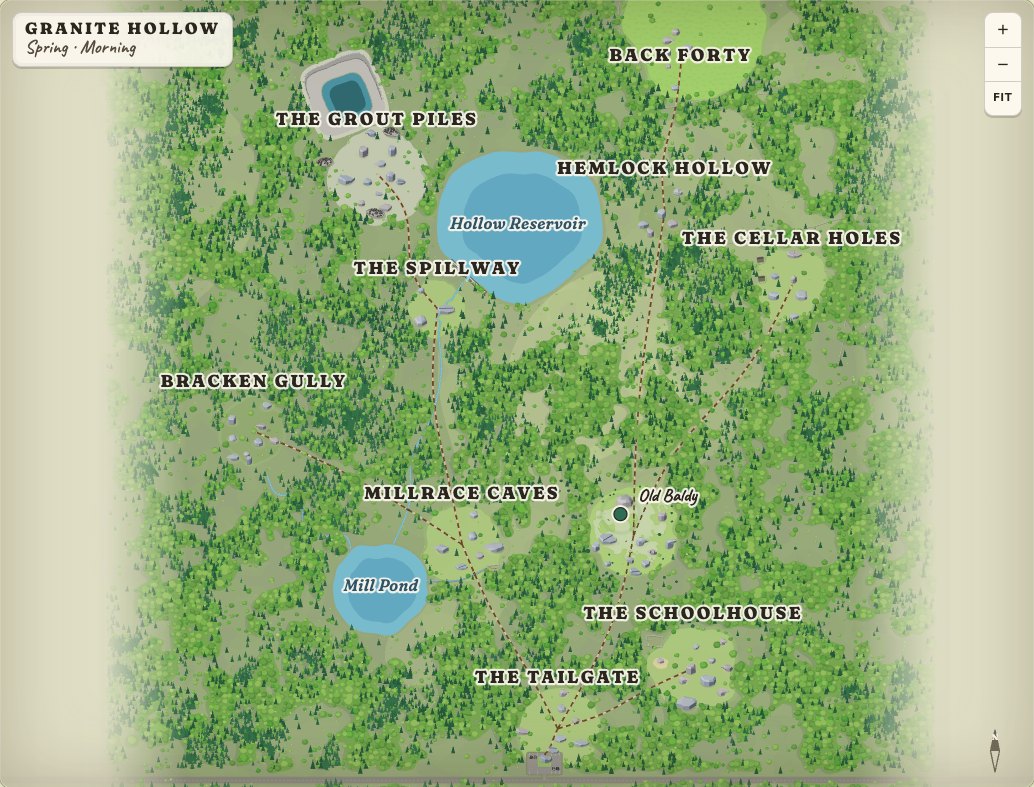 GRANITE HOLLOW
Spring · Morning
+
−
FIT
BACK FORTY
THE GROUT PILES
HEMLOCK HOLLOW
Hollow Reservoir
THE CELLAR HOLES
THE SPILLWAY
BRACKEN GULLY
MILLRACE CAVES
Old Baldy
Mill Pond
THE SCHOOLHOUSE
THE TAILGATE